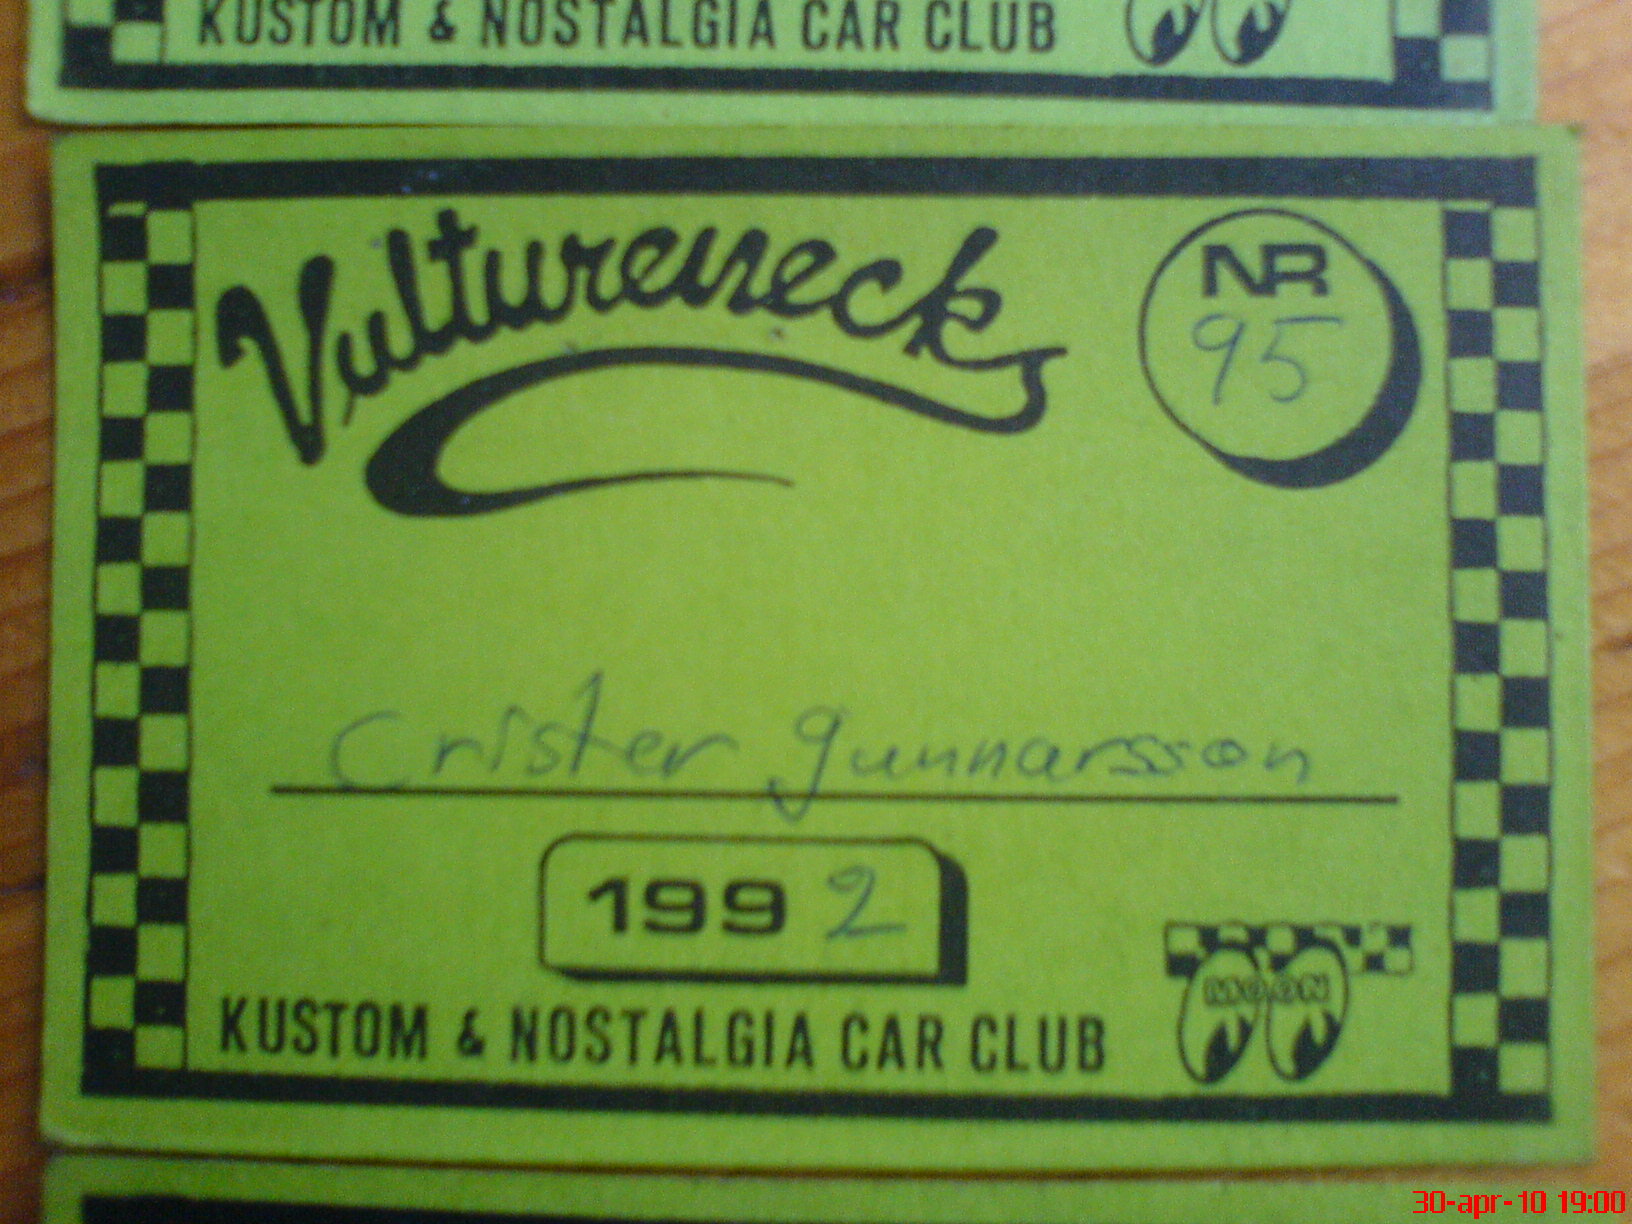 KUSTOM & NOSTALGIA CAR CLUB
Vultureneck
NR
95
Crister gunnarsson
1992
MOON
KUSTOM & NOSTALGIA CAR CLUB
30-apr-10 19:00